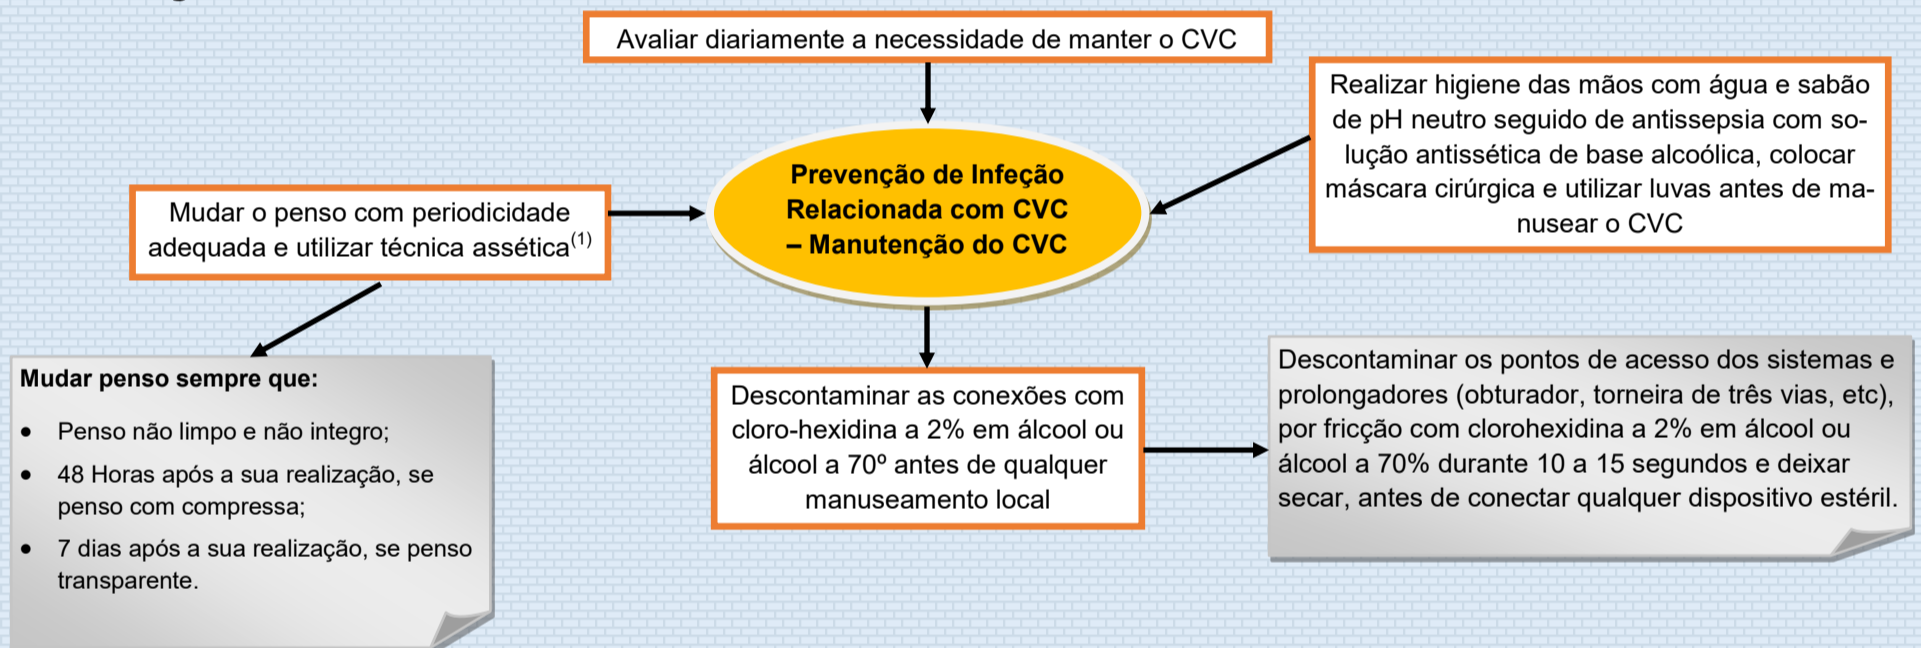 Avaliar diariamente a necessidade de manter o CVC
Realizar higiene das mãos com água e sabão
de pH neutro seguido de antissepsia com so-
lução antissética de base alcoólica, colocar
máscara cirúrgica e utilizar luvas antes de ma-
nusear o CVC
Prevenção de Infeção
Relacionada com CVC
– Manutenção do CVC
Mudar o penso com periodicidade
adequada e utilizar técnica assética(1)
Mudar penso sempre que:
• Penso não limpo e não integro;
• 48 Horas após a sua realização, se
penso com compressa;
• 7 dias após a sua realização, se penso
transparente.
Descontaminar as conexões com
cloro-hexidina a 2% em álcool ou
álcool a 70º antes de qualquer
manuseamento local
Descontaminar os pontos de acesso dos sistemas e
prolongadores (obturador, torneira de três vias, etc),
por fricção com clorohexidina a 2% em álcool ou
álcool a 70% durante 10 a 15 segundos e deixar
secar, antes de conectar qualquer dispositivo estéril.